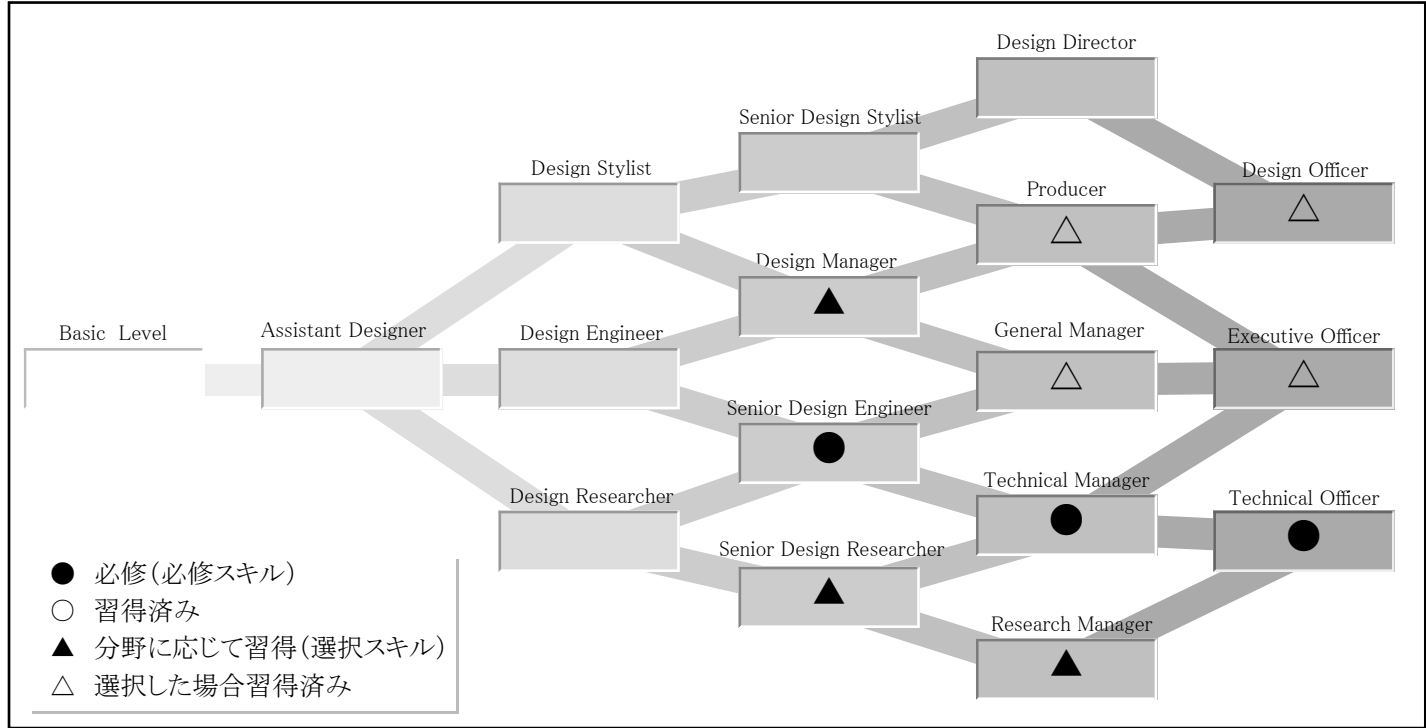 Design Director
Senior Design Stylist
Design Stylist
Design Officer
Producer
△
△
Design Manager
▲
Basic Level
Assistant Designer
Design Engineer
General Manager
Executive Officer
△
△
Senior Design Engineer
●
Design Researcher
Technical Manager
Technical Officer
●
●
Senior Design Researcher
▲
Research Manager
▲
● 必修(必修スキル)
○ 習得済み
▲ 分野に応じて習得(選択スキル)
△ 選択した場合習得済み